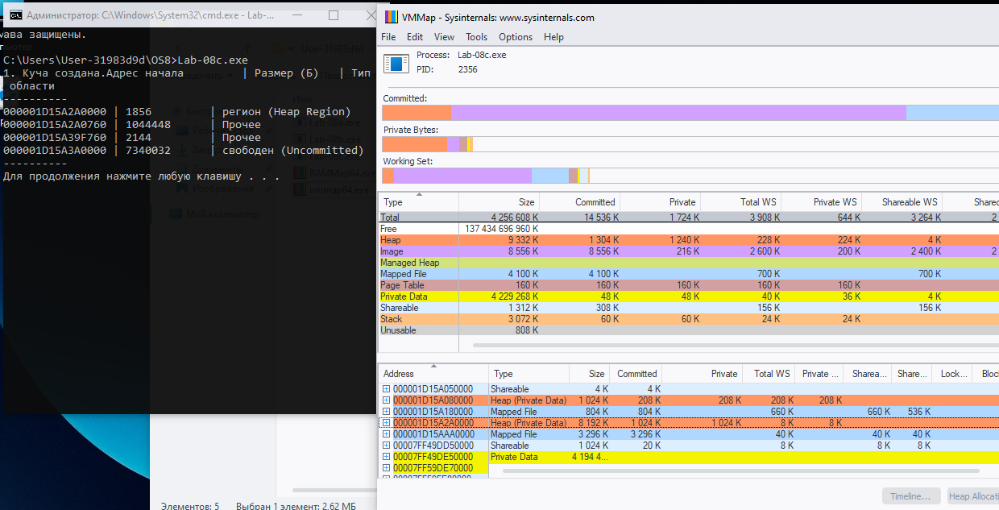 Администратор: C:\Windows\System32\cmd.exe - Lab-...
ава защищены.
C:\Users\User-31983d9d\OS8>Lab-08c.exe
1. Куча создана.Адрес начала | Размер (Б) | Тип
области
----------
000001D15A2A0000 | 1856 | регион (Heap Region)
000001D15A2A0760 | 1044448 | Прочее
000001D15A39F760 | 2144 | Прочее
000001D15A3A0000 | 7340032 | свободен (Uncommitted)
----------
Для продолжения нажмите любую клавишу . . .
User-31983d9d
Имя
RAMMap64.exe
Изображения
vmmap64.exe
Мой компьютер
Элементов: 5 Выбран 1 элемент: 2,62 МБ
VMMap - Sysinternals: www.sysinternals.com
File Edit View Tools Options Help
Process: Lab-08c.exe
PID: 2356
Committed:
Private Bytes:
Working Set:
Type Size Committed Private Total WS Private WS Shareable WS Shared
Total 4 256 608 K 14 536 K 1 724 K 3 908 K 644 K 3 264 K 2
Free 137 434 696 960 K
Heap 9 332 K 1 304 K 1 240 K 228 K 224 K 4 K
Image 8 556 K 8 556 K 216 K 2 600 K 200 K 2 400 K 2
Managed Heap
Mapped File 4 100 K 4 100 K 700 K 700 K
Page Table 160 K 160 K 160 K 160 K 160 K
Private Data 4 229 268 K 48 K 48 K 40 K 36 K 4 K
Shareable 1 312 K 308 K 156 K 156 K
Stack 3 072 K 60 K 60 K 24 K 24 K
Unusable 808 K
Address Type Size Committed Private Total WS Private ... Sharea... Share... Lock... Bloc
000001D15A050000 Shareable 4 K 4 K
000001D15A080000 Heap (Private Data) 1 024 K 208 K 208 K 208 K 208 K
000001D15A180000 Mapped File 804 K 804 K 660 K 660 K 536 K
000001D15A2A0000 Heap (Private Data) 8 192 K 1 024 K 1 024 K 8 K 8 K
000001D15AAA0000 Mapped File 3 296 K 3 296 K 40 K 40 K 40 K
00007FF49DD50000 Shareable 1 024 K 20 K 8 K 8 K 8 K
00007FF49DE50000 Private Data 4 194 4...
00007FF59DE70000
Timeline... Heap Allocati